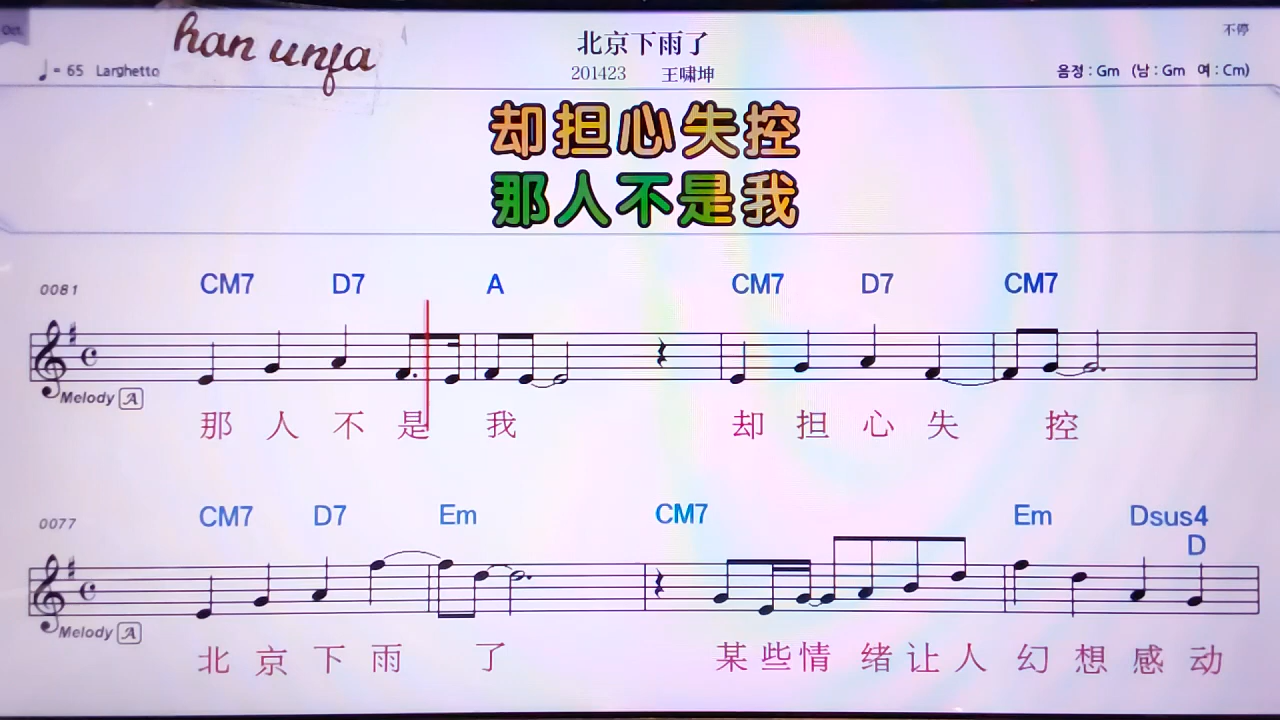 Oct.
han unja
北京下雨了
不停
♩= 65 Larghetto
201423 王啸坤
음정 : Gm (남 : Gm 여 : Cm)
却担心失控
那人不是我
0081 CM7 D7 A CM7 D7 CM7
Melody A
那人不是 我 却担心失 控
0077 CM7 D7 Em CM7 Em Dsus4
D
Melody A
北京下雨 了 某些情 绪让人幻想感动